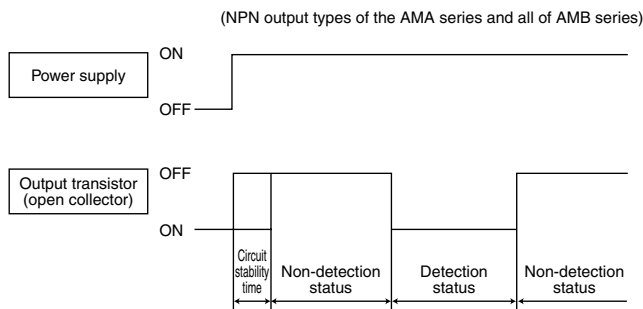 (NPN output types of the AMA series and all of AMB series)
ON
Power supply
OFF
OFF
Output transistor
(open collector)
ON
Circuit
stability
time
Non-detection
status
Detection
status
Non-detection
status